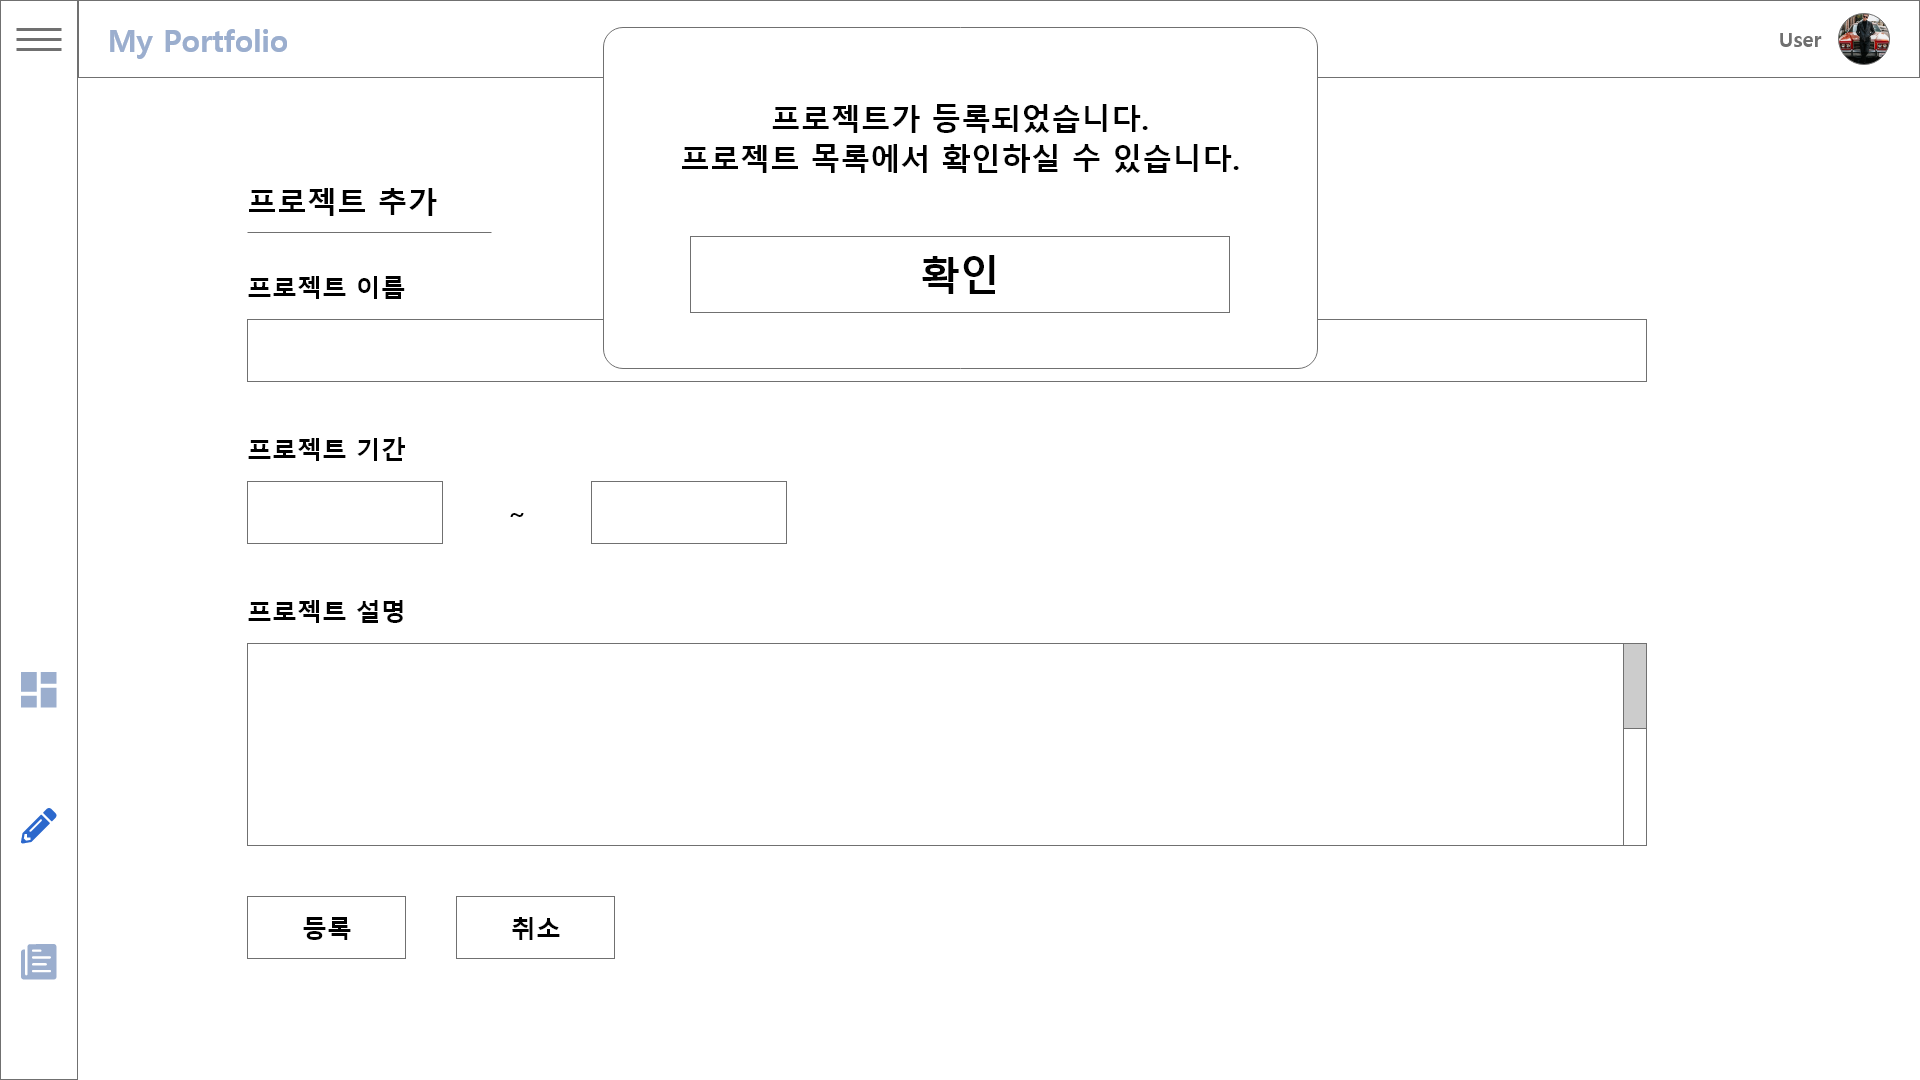 My Portfolio
User
프로젝트가 등록되었습니다.
프로젝트 목록에서 확인하실 수 있습니다.
확인
프로젝트 추가
프로젝트 이름
프로젝트 기간
~
프로젝트 설명
등록
취소